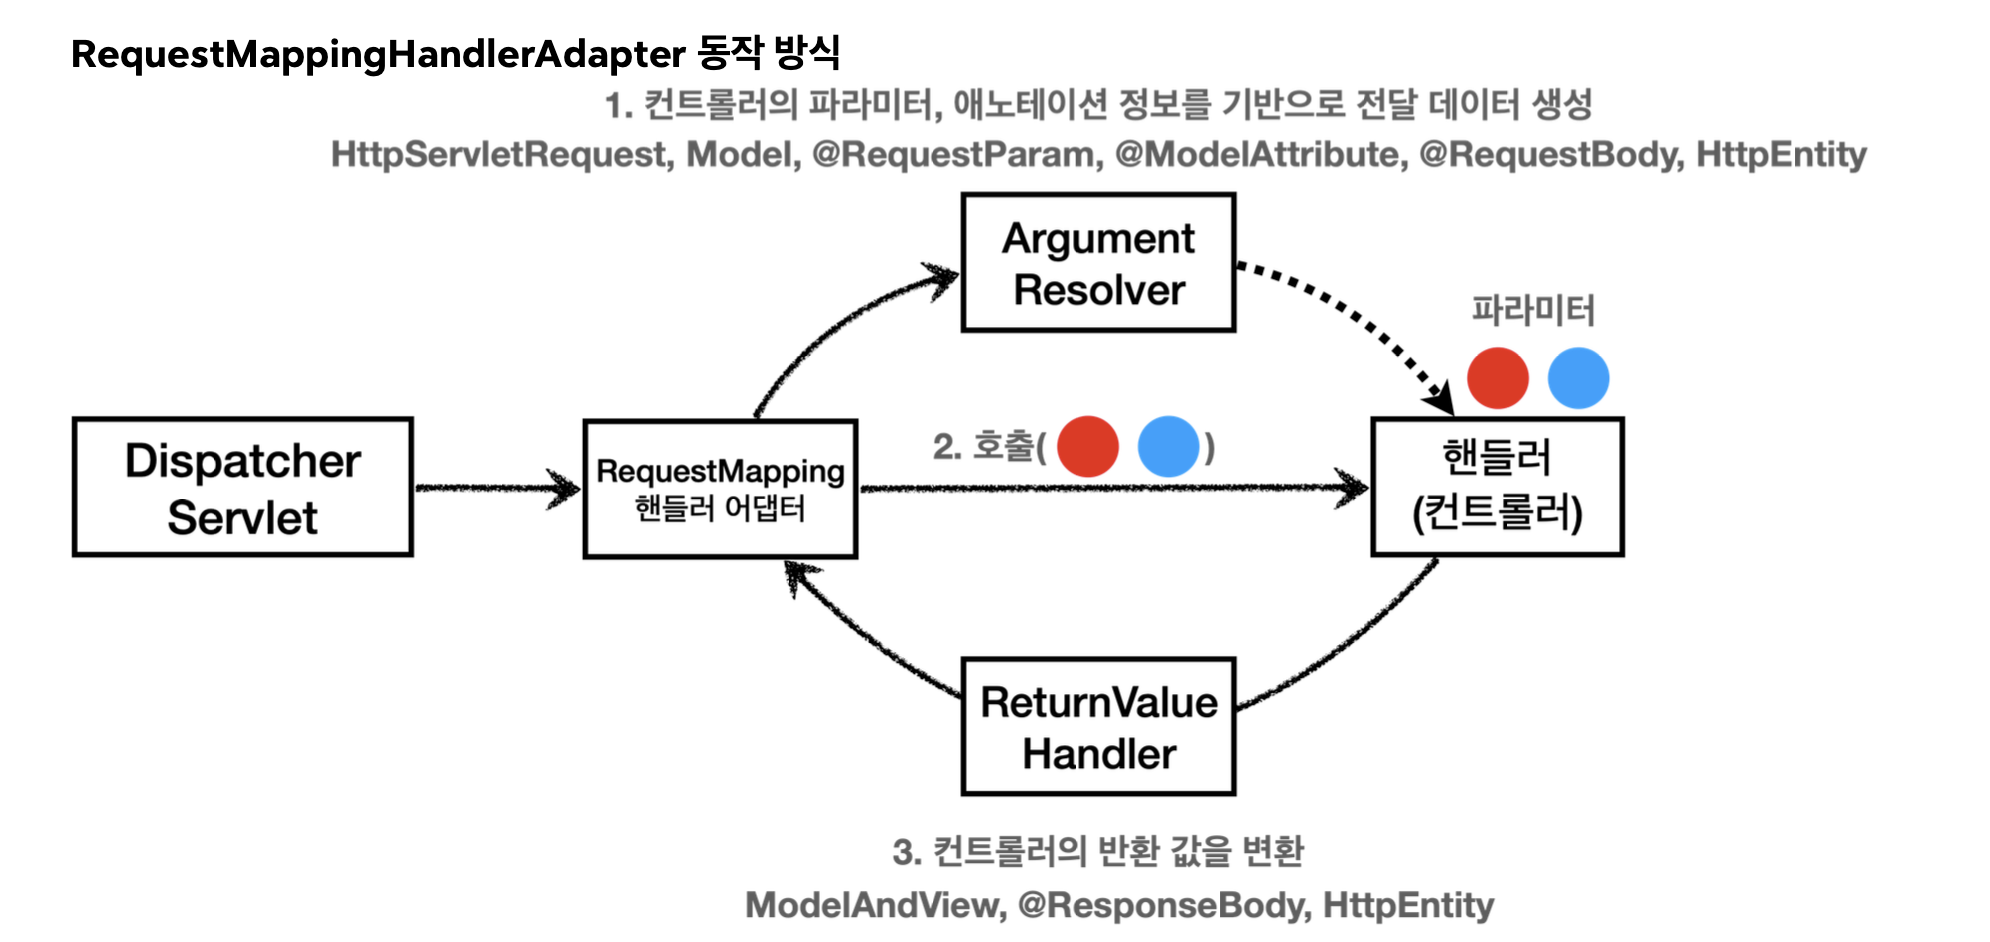 RequestMappingHandlerAdapter 동작 방식
1. 컨트롤러의 파라미터, 애노테이션 정보를 기반으로 전달 데이터 생성
HttpServletRequest, Model, @RequestParam, @ModelAttribute, @RequestBody, HttpEntity
Argument
Resolver
파라미터
Dispatcher
Servlet
RequestMapping
핸들러 어댑터
2. 호출( )
핸들러
(컨트롤러)
ReturnValue
Handler
3. 컨트롤러의 반환 값을 변환
ModelAndView, @ResponseBody, HttpEntity